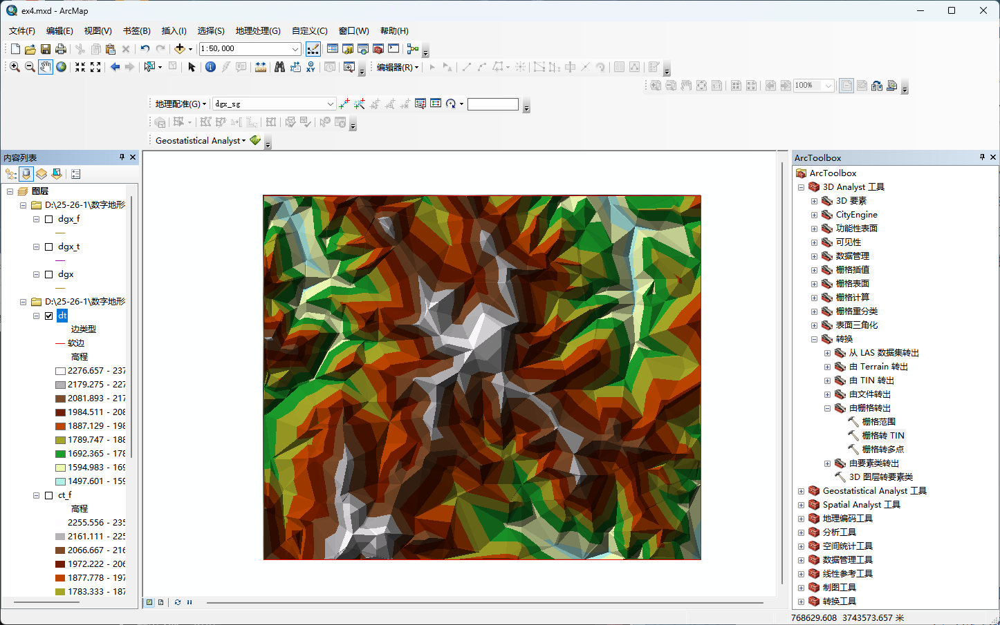 ex4.mxd - ArcMap
文件(F) 编辑(E) 视图(V) 书签(B) 插入(I) 选择(S) 地理处理(G) 自定义(C) 窗口(W) 帮助(H)
1:50,000
编辑器(R)
100%
地理配准(G) dgx_sg
Geostatistical Analyst
内容列表
图层
D:\25-26-1\数字地形
dgx_f
dgx_t
dgx
D:\25-26-1\数字地形
dt
边类型
软边
高程
2276.657 - 237
2179.275 - 227
2081.893 - 217
1984.511 - 208
1887.129 - 198
1789.747 - 188
1692.365 - 178
1594.983 - 169
1497.601 - 159
ct_f
高程
2255.556 - 235
2161.111 - 225
2066.667 - 216
1972.222 - 206
1877.778 - 197
1783.333 - 187
ArcToolbox
ArcToolbox
3D Analyst 工具
3D 要素
CityEngine
功能性表面
可见性
数据管理
栅格插值
栅格表面
栅格计算
栅格重分类
表面三角化
转换
从 LAS 数据集转出
由 Terrain 转出
由 TIN 转出
由文件转出
由栅格转出
栅格范围
栅格转 TIN
栅格转多点
由要素类转出
3D 图层转要素类
Geostatistical Analyst 工具
Spatial Analyst 工具
地理编码工具
分析工具
空间统计工具
数据管理工具
线性参考工具
制图工具
转换工具
768629.608 3743573.657 米